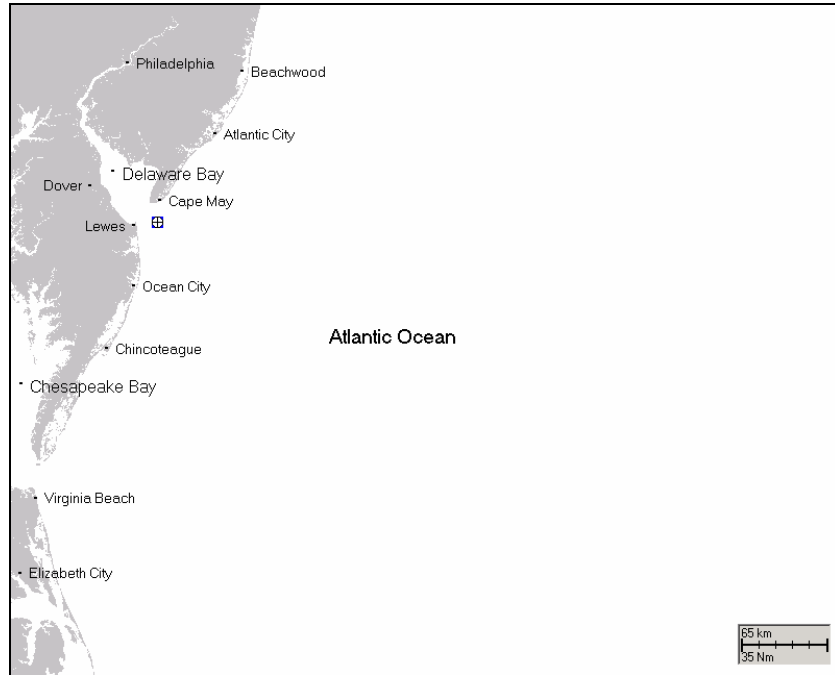 Philadelphia
Beachwood
Atlantic City
Delaware Bay
Dover
Cape May
Lewes
Ocean City
Atlantic Ocean
Chincoteague
Chesapeake Bay
Virginia Beach
Elizabeth City
65 km
35 Nm